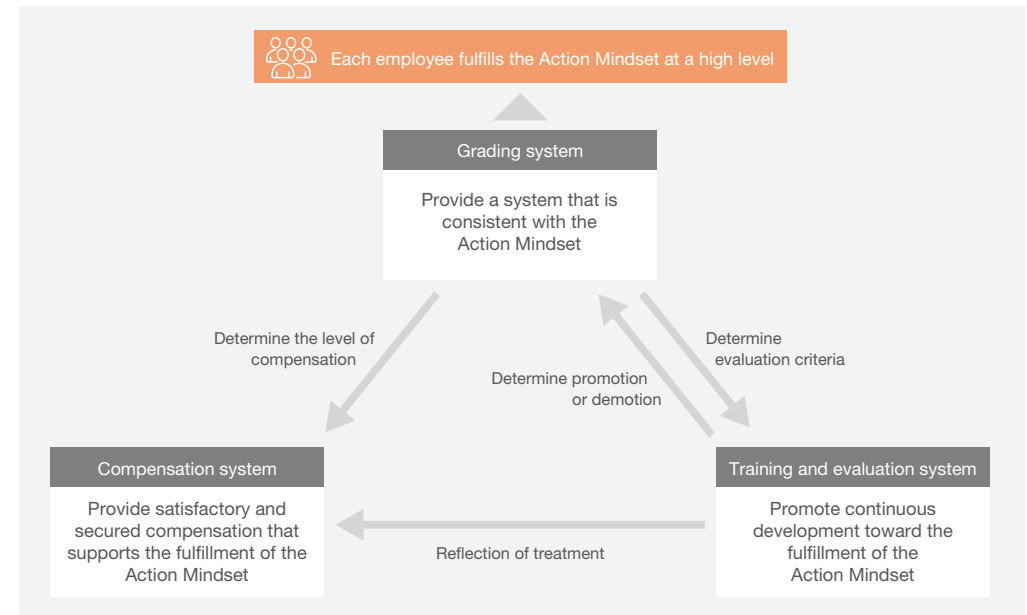 Each employee fulfills the Action Mindset at a high level
Grading system
Provide a system that is
consistent with the
Action Mindset
Determine the level of
compensation
Determine
evaluation criteria
Determine promotion
or demotion
Compensation system
Provide satisfactory and
secured compensation that
supports the fulfillment of the
Action Mindset
Reflection of treatment
Training and evaluation system
Promote continuous
development toward the
fulfillment of the
Action Mindset